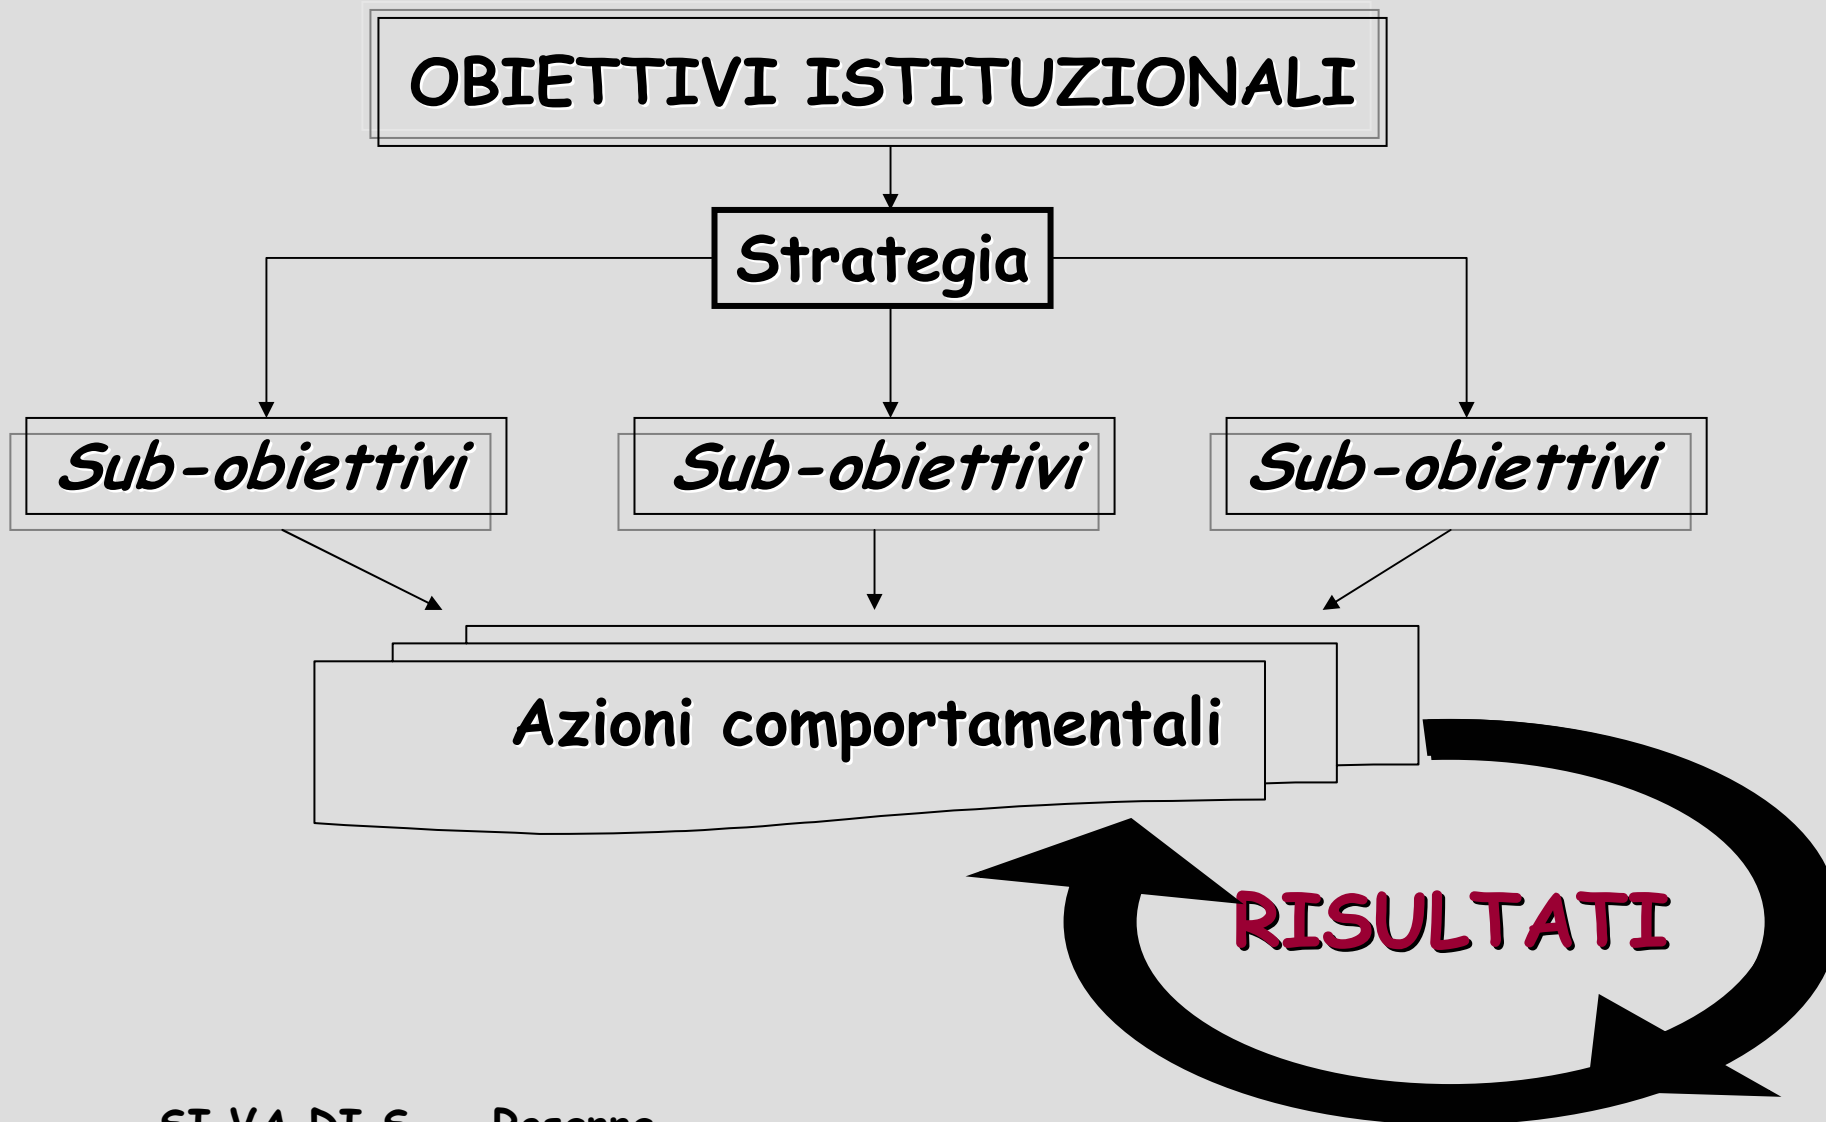 OBIETTIVI ISTITUZIONALI
Strategia
Sub-obiettivi
Sub-obiettivi
Sub-obiettivi
Azioni comportamentali
RISULTATI